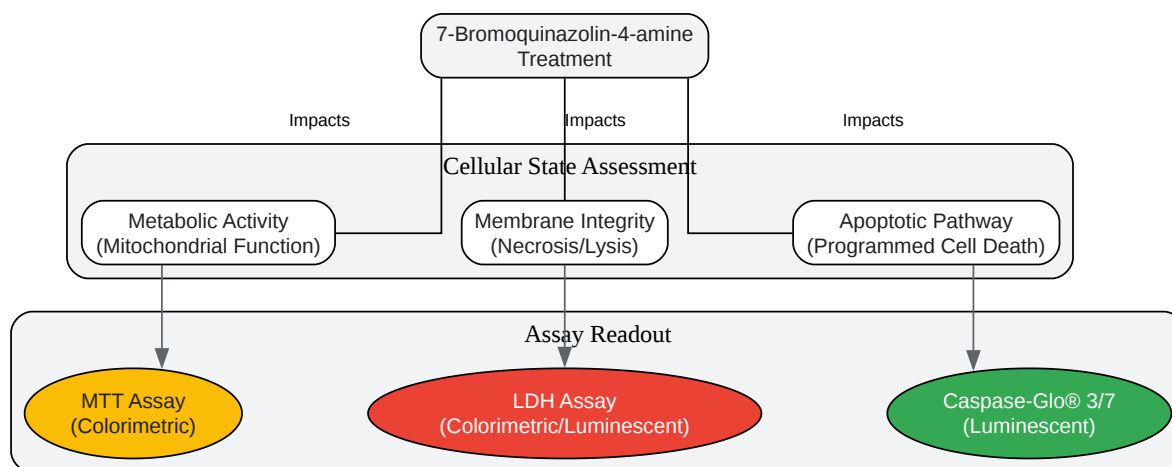 7-Bromoquinazolin-4-amine
Treatment
Impacts
Impacts
Impacts
Cellular State Assessment
Metabolic Activity
(Mitochondrial Function)
Membrane Integrity
(Necrosis/Lysis)
Apoptotic Pathway
(Programmed Cell Death)
Assay Readout
MTT Assay
(Colorimetric)
LDH Assay
(Colorimetric/Luminescent)
Caspase-Glo® 3/7
(Luminescent)